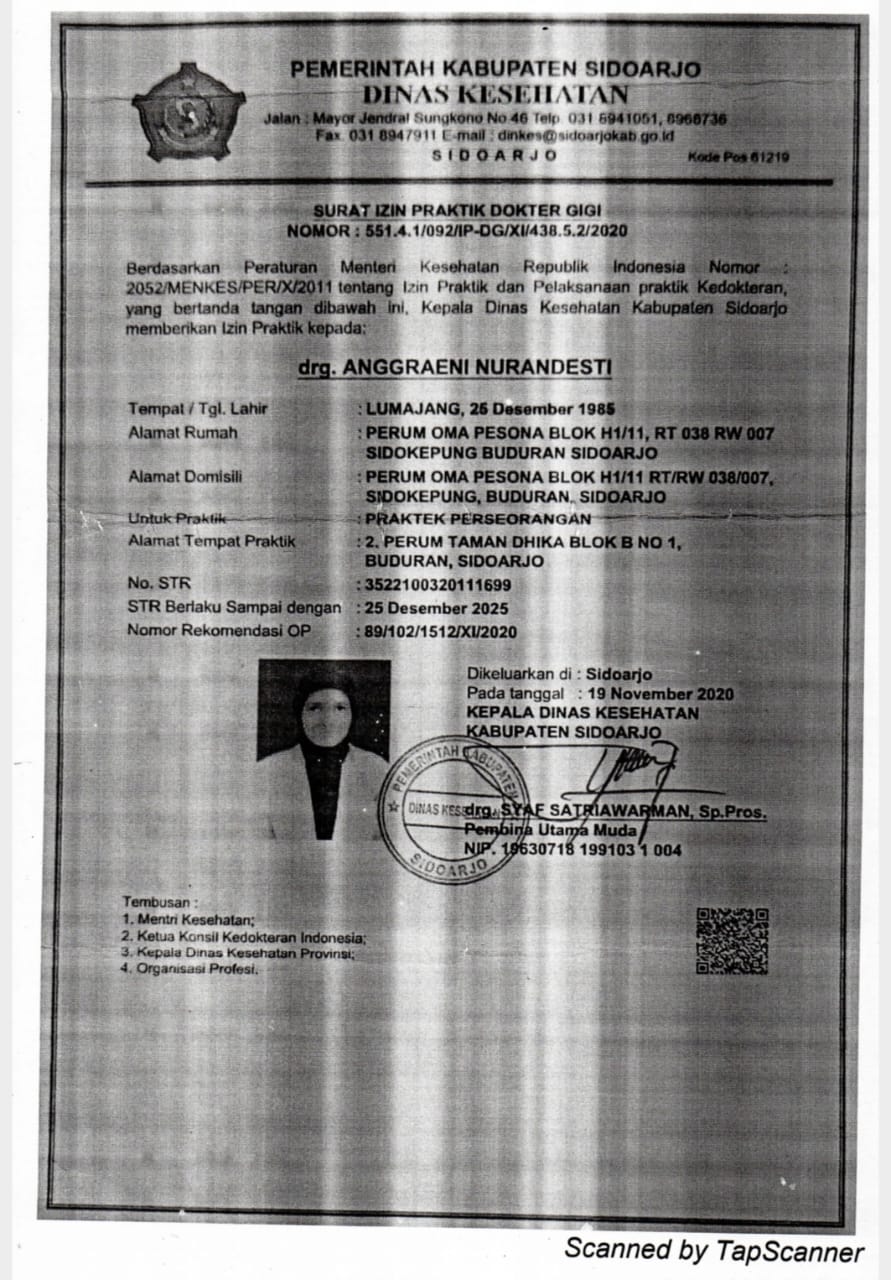 PEMERINTAH KABUPATEN SIDOARJO
DINAS KESEHATAN
Jalan : Mayor Jendral Sungkono No 46 Telp. 031 8941051, 8966736
Fax. 031 8947911 E-mail : dinkes@sidoarjokab.go.id
S I D O A R J O
Kode Pos 61219
SURAT IZIN PRAKTIK DOKTER GIGI
NOMOR : 551.4.1/092/IP-DG/XI/438.5.2/2020
Berdasarkan Peraturan Menteri Kesehatan Republik Indonesia Nomor :
2052/MENKES/PER/X/2011 tentang Izin Praktik dan Pelaksanaan praktik Kedokteran,
yang bertanda tangan dibawah ini, Kepala Dinas Kesehatan Kabupaten Sidoarjo
memberikan Izin Praktik kepada:
drg. ANGGRAENI NURANDESTI
Tempat / Tgl. Lahir : LUMAJANG, 25 Desember 1985
Alamat Rumah : PERUM OMA PESONA BLOK H1/11, RT 038 RW 007
SIDOKEPUNG BUDURAN SIDOARJO
Alamat Domisili : PERUM OMA PESONA BLOK H1/11 RT/RW 038/007,
SIDOKEPUNG, BUDURAN, SIDOARJO
Untuk Praktik : PRAKTEK PERSEORANGAN
Alamat Tempat Praktik : 2. PERUM TAMAN DHIKA BLOK B NO 1,
BUDURAN, SIDOARJO
No. STR : 3522100320111699
STR Berlaku Sampai dengan : 25 Desember 2025
Nomor Rekomendasi OP : 89/102/1512/XI/2020
Dikeluarkan di : Sidoarjo
Pada tanggal : 19 November 2020
KEPALA DINAS KESEHATAN
KABUPATEN SIDOARJO
PEMERINTAH KABUPATEN
DINAS KESEHATAN
SIDOARJO
drg. SYAF SATRIAWARMAN, Sp.Pros.
Pembina Utama Muda
NIP. 19630718 199103 1 004
Tembusan :
1. Mentri Kesehatan;
2. Ketua Konsil Kedokteran Indonesia;
3. Kepala Dinas Kesehatan Provinsi;
4. Organisasi Profesi.
Scanned by TapScanner